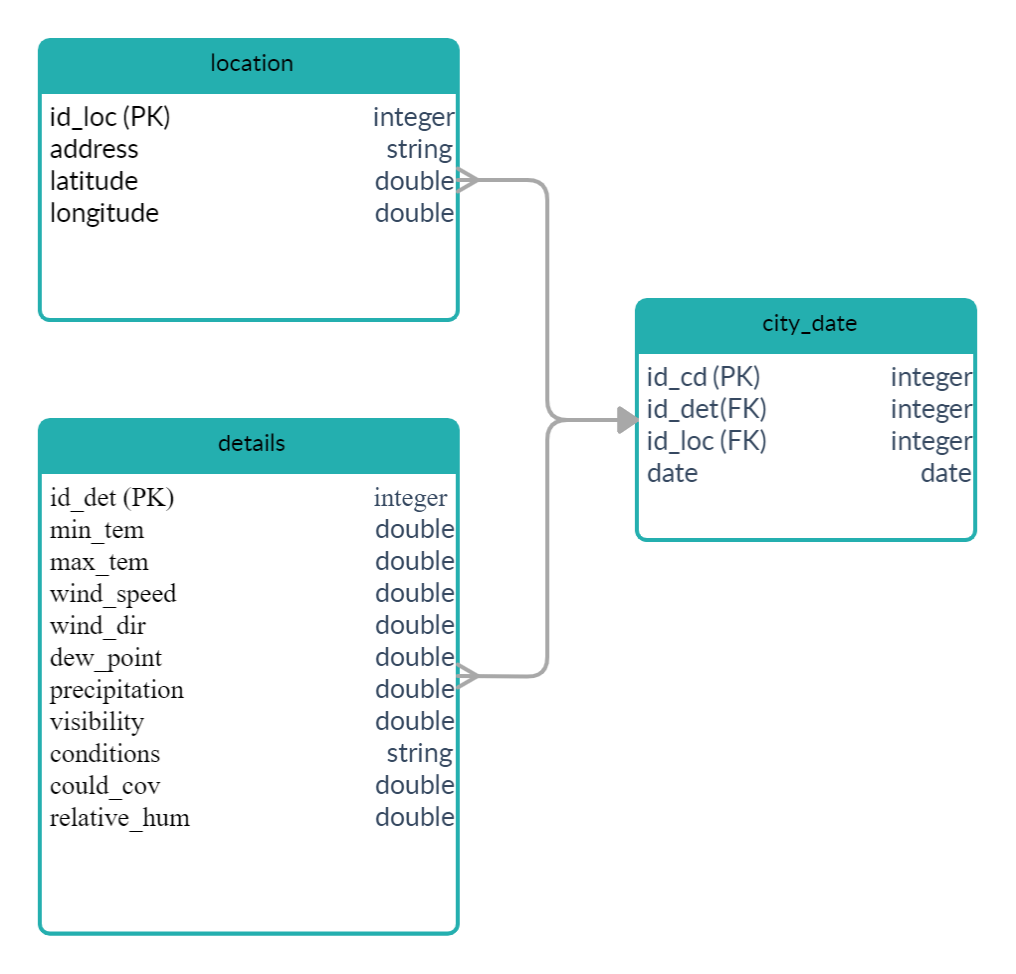 location
id_loc (PK) integer
address string
latitude double
longitude double
city_date
id_cd (PK) integer
id_det(FK) integer
id_loc (FK) integer
date date
details
id_det (PK) integer
min_tem double
max_tem double
wind_speed double
wind_dir double
dew_point double
precipitation double
visibility double
conditions string
could_cov double
relative_hum double